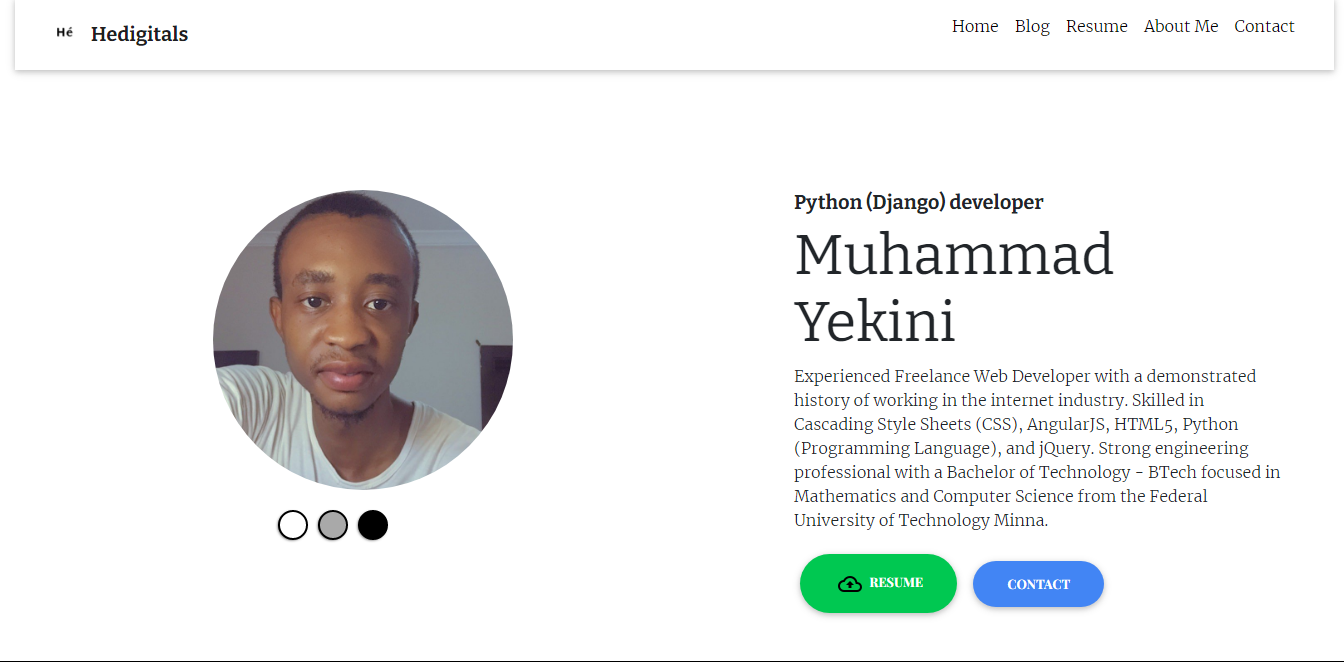 Hé Hedigitals Home Blog Resume About Me Contact
Python (Django) developer
Muhammad
Yekini
Experienced Freelance Web Developer with a demonstrated
history of working in the internet industry. Skilled in
Cascading Style Sheets (CSS), AngularJS, HTML5, Python
(Programming Language), and jQuery. Strong engineering
professional with a Bachelor of Technology - BTech focused in
Mathematics and Computer Science from the Federal
University of Technology Minna.
RESUME CONTACT